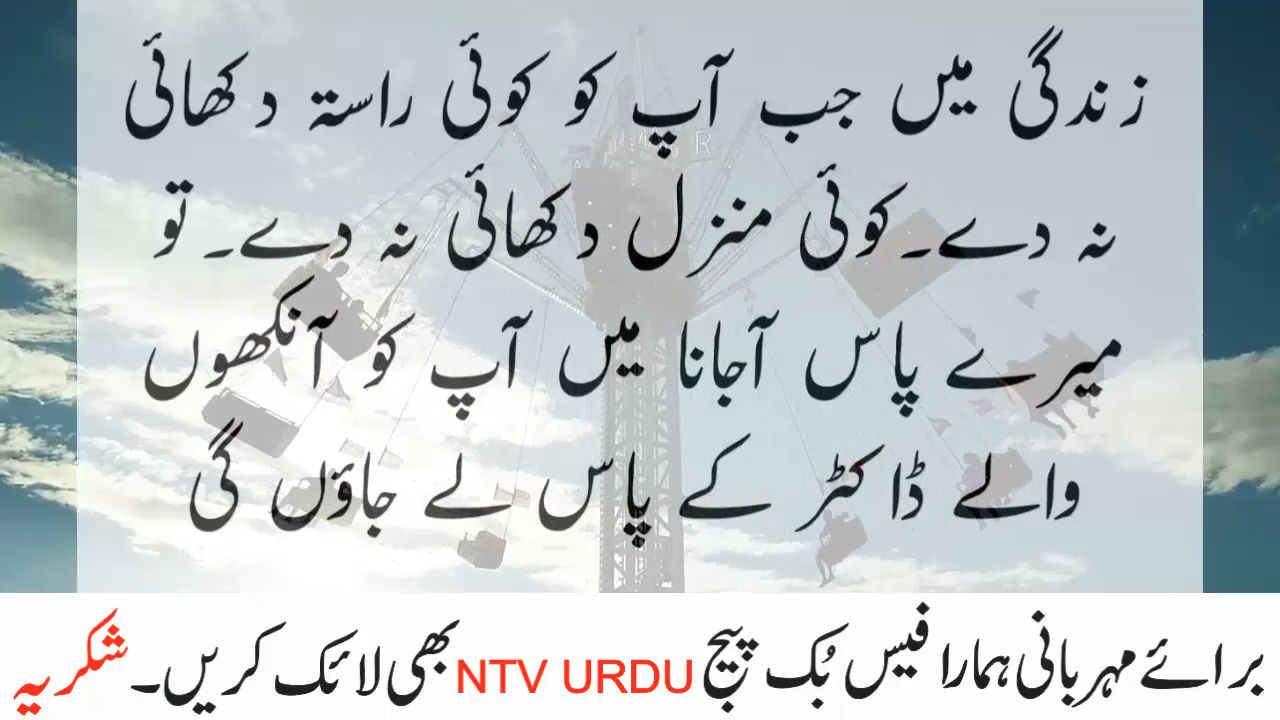 زندگی میں جب آپ کو کوئی راستہ دکھائی
نہ دے۔ کوئی منزل دکھائی نہ دے۔ تو
میرے پاس آجانا میں آپ کو آنکھوں
والے ڈاکٹر کے پاس لے جاؤں گی
برائے مہربانی ہمارا فیس بُک پیج NTV URDU بھی لائک کریں۔ شکریہ